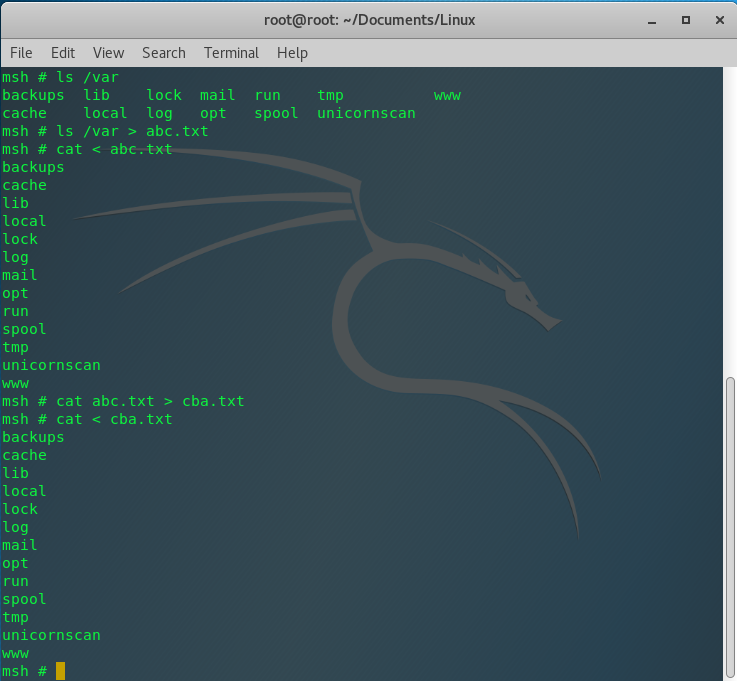 root@root: ~/Documents/Linux
File Edit View Search Terminal Help
msh # ls /var
backups lib lock mail run tmp www
cache local log opt spool unicornscan
msh # ls /var > abc.txt
msh # cat < abc.txt
backups
cache
lib
local
lock
log
mail
opt
run
spool
tmp
unicornscan
www
msh # cat abc.txt > cba.txt
msh # cat < cba.txt
backups
cache
lib
local
lock
log
mail
opt
run
spool
tmp
unicornscan
www
msh #